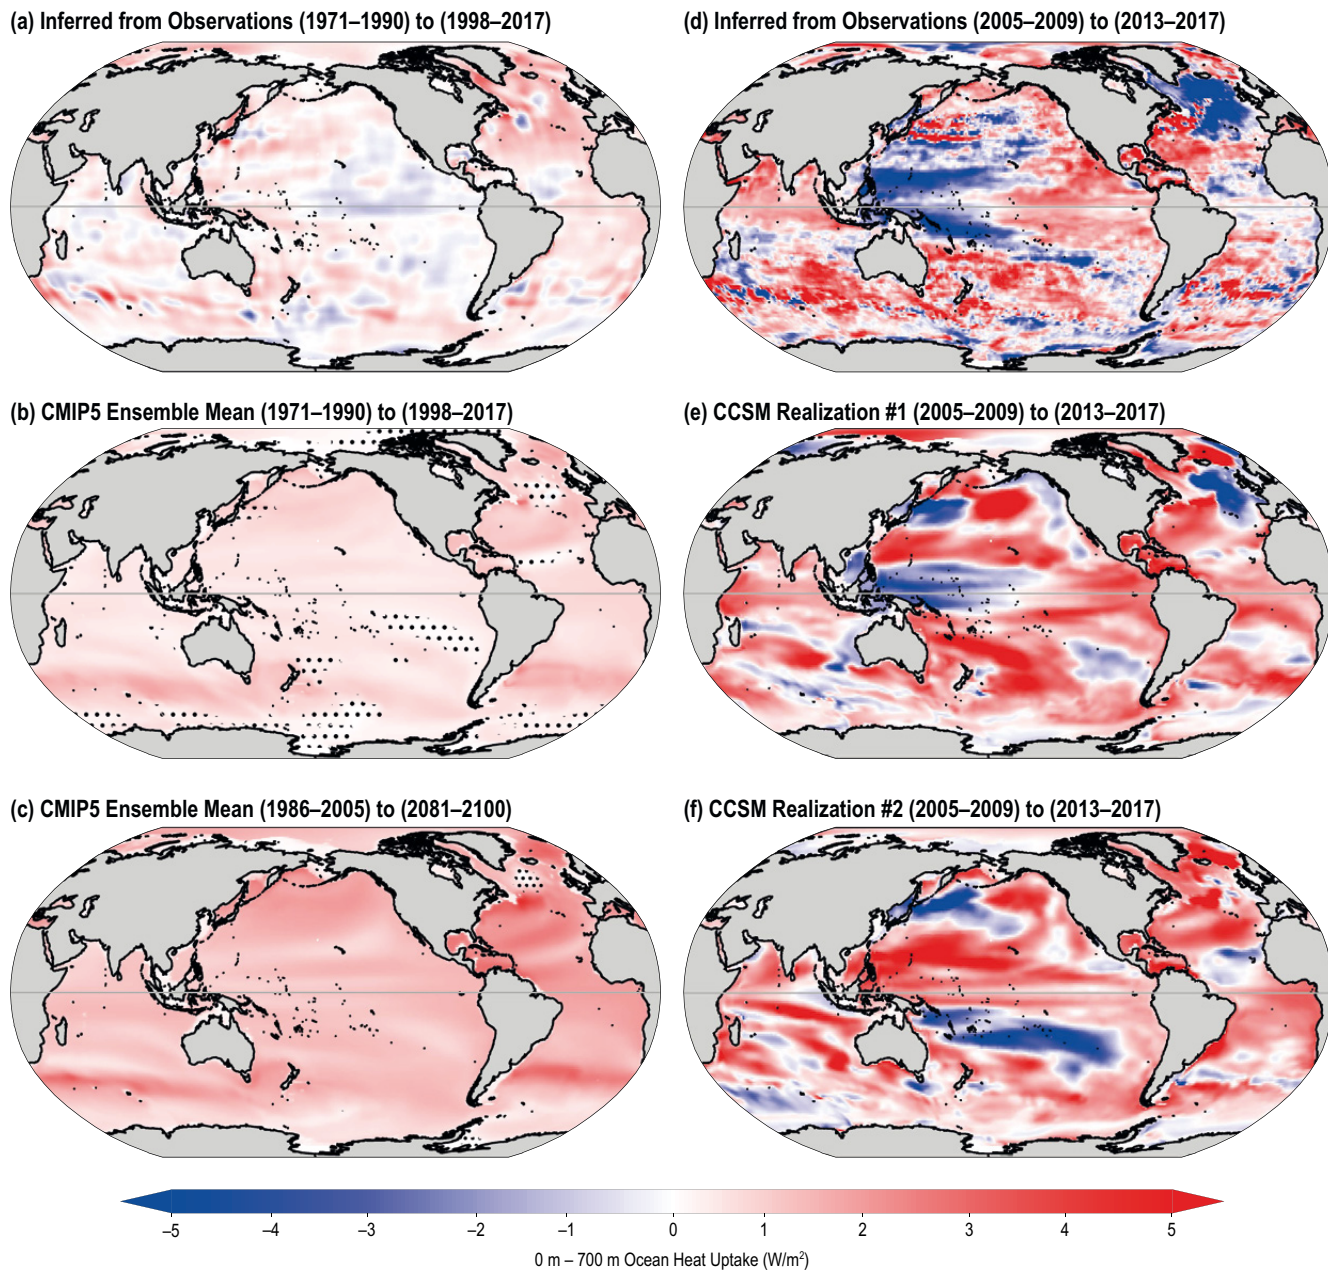 (a) Inferred from Observations (1971–1990) to (1998–2017)
(d) Inferred from Observations (2005–2009) to (2013–2017)
(b) CMIP5 Ensemble Mean (1971–1990) to (1998–2017)
(e) CCSM Realization #1 (2005–2009) to (2013–2017)
(c) CMIP5 Ensemble Mean (1986–2005) to (2081–2100)
(f) CCSM Realization #2 (2005–2009) to (2013–2017)
–5 –4 –3 –2 –1 0 1 2 3 4 5
0 m – 700 m Ocean Heat Uptake (W/m²)